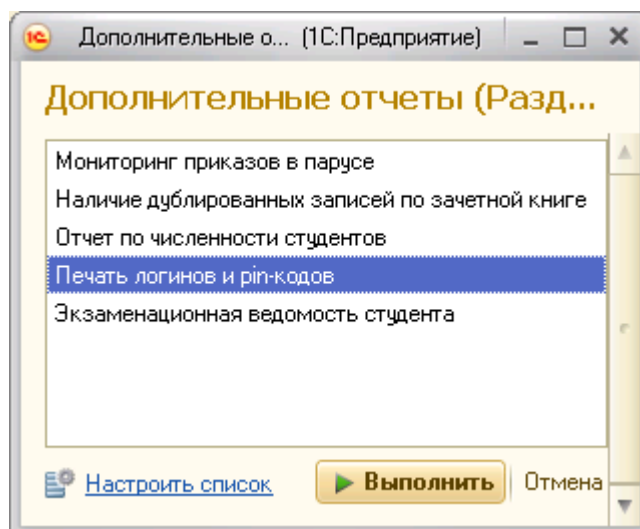 1С Дополнительные о... (1С:Предприятие)
Дополнительные отчеты (Разд...
Мониторинг приказов в парусе
Наличие дублированных записей по зачетной книге
Отчет по численности студентов
Печать логинов и pin-кодов
Экзаменационная ведомость студента
Настроить список Выполнить Отмена